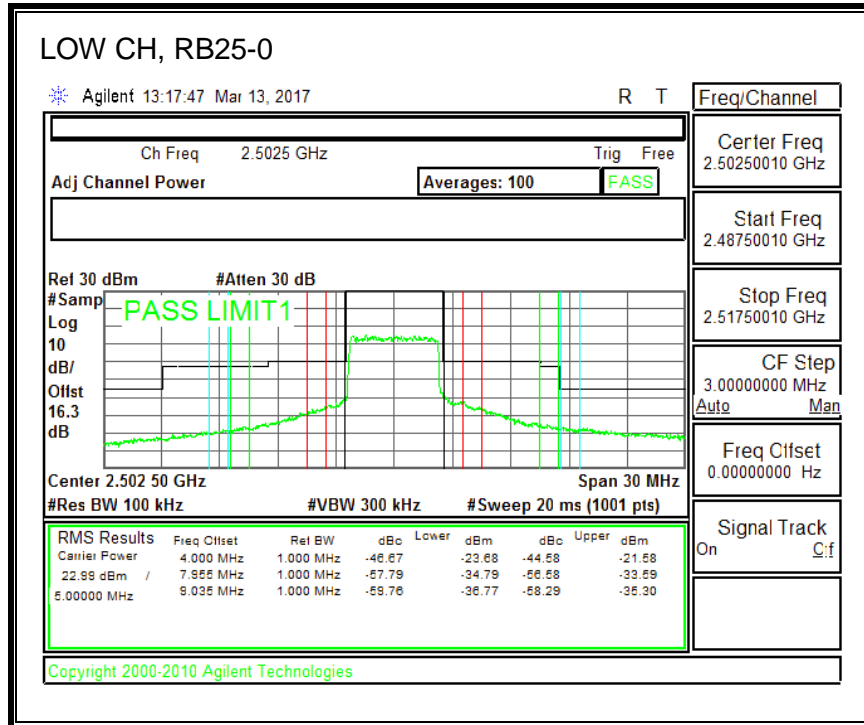 LOW CH, RB25-0
Agilent 13:17:47 Mar 13, 2017 R T
Ch Freq 2.5025 GHz Trig Free
Adj Channel Power Averages: 100 PASS
Ref 30 dBm #Atten 30 dB
#Samp
Log
10
dB/
Offst
16.3
dB
PASS LIMIT1
Center 2.502 50 GHz Span 30 MHz
#Res BW 100 kHz #VBW 300 kHz #Sweep 20 ms (1001 pts)
RMS Results Freq Offset Ref BW dBc Lower dBm dBc Upper dBm
Carrier Power 4.000 MHz 1.000 MHz -46.67 -23.68 -44.58 -21.58
22.99 dBm / 7.955 MHz 1.000 MHz -57.79 -34.79 -56.58 -33.59
5.00000 MHz 9.035 MHz 1.000 MHz -59.76 -36.77 -58.29 -35.30
Copyright 2000-2010 Agilent Technologies
Freq/Channel
Center Freq
2.50250010 GHz
Start Freq
2.48750010 GHz
Stop Freq
2.51750010 GHz
CF Step
3.00000000 MHz
Auto Man
Freq Offset
0.00000000 Hz
Signal Track
On Off